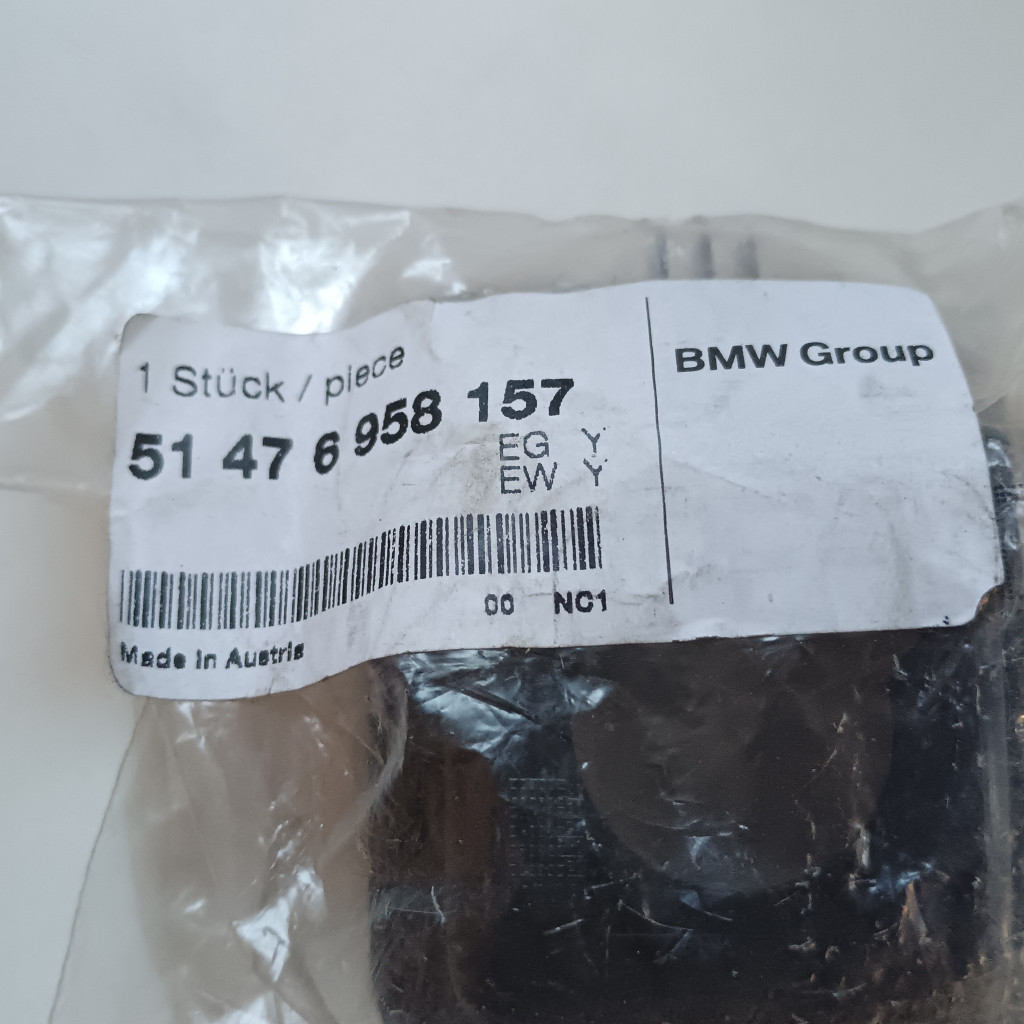 1 Stück / piece
51 47 6 958 157
EG Y
EW Y
00 NC1
Made in Austria
BMW Group